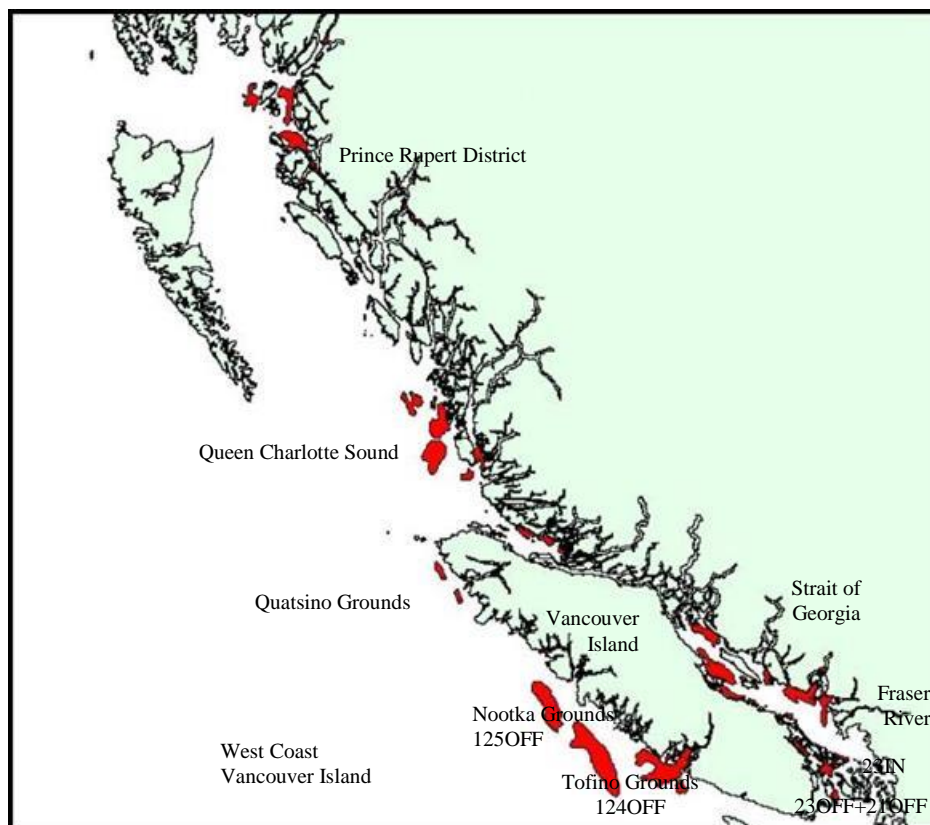 Prince Rupert District
Queen Charlotte Sound
Quatsino Grounds
Strait of
Georgia
Vancouver
Island
Fraser
River
Nootka Grounds
125OFF
West Coast
Vancouver Island
Tofino Grounds
124OFF
23IN
23OFF+21OFF